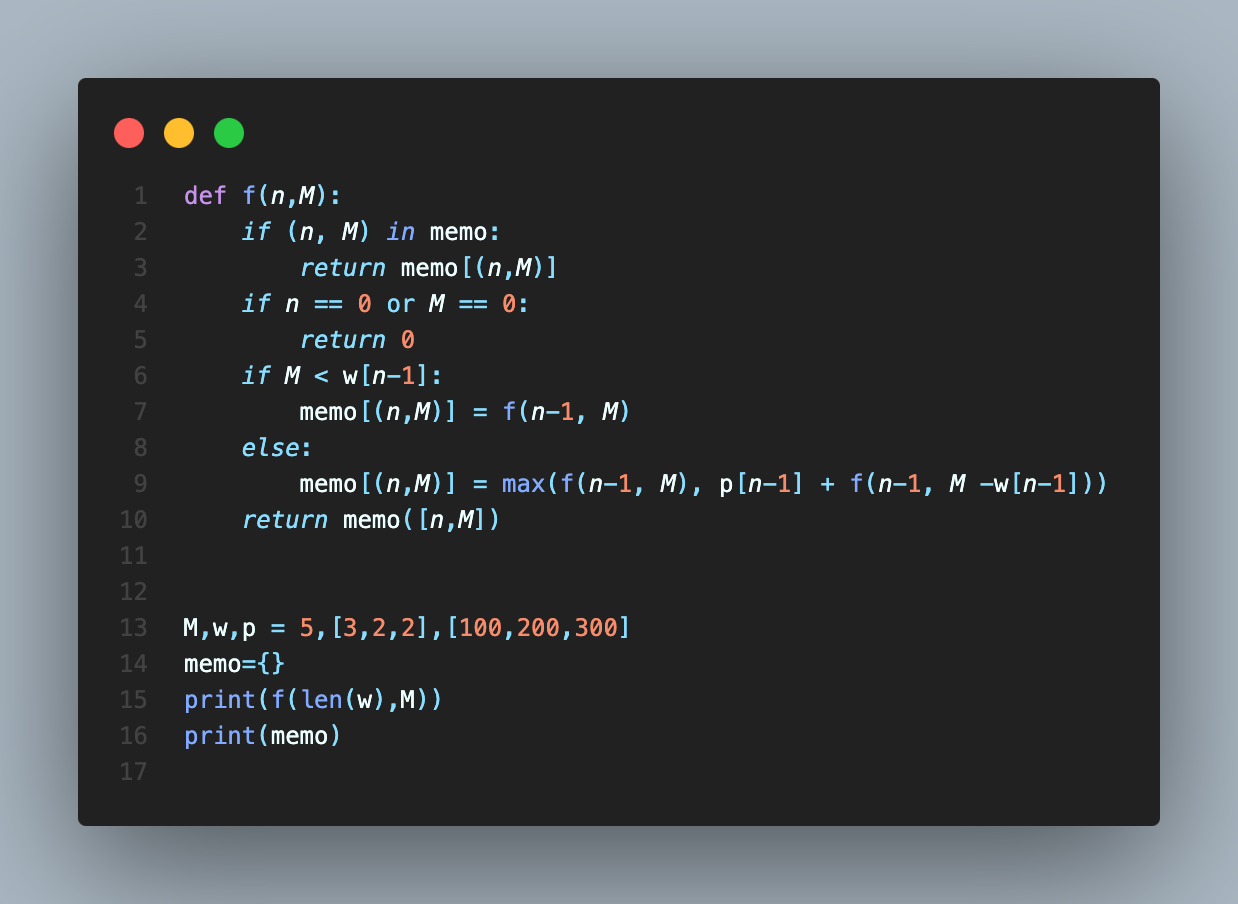 1 def f(n,M):
2     if (n, M) in memo:
3         return memo[(n,M)]
4     if n == 0 or M == 0:
5         return 0
6     if M < w[n-1]:
7         memo[(n,M)] = f(n-1, M)
8     else:
9         memo[(n,M)] = max(f(n-1, M), p[n-1] + f(n-1, M -w[n-1]))
10     return memo([n,M])
11
12
13 M,w,p = 5,[3,2,2],[100,200,300]
14 memo={}
15 print(f(len(w),M))
16 print(memo)
17